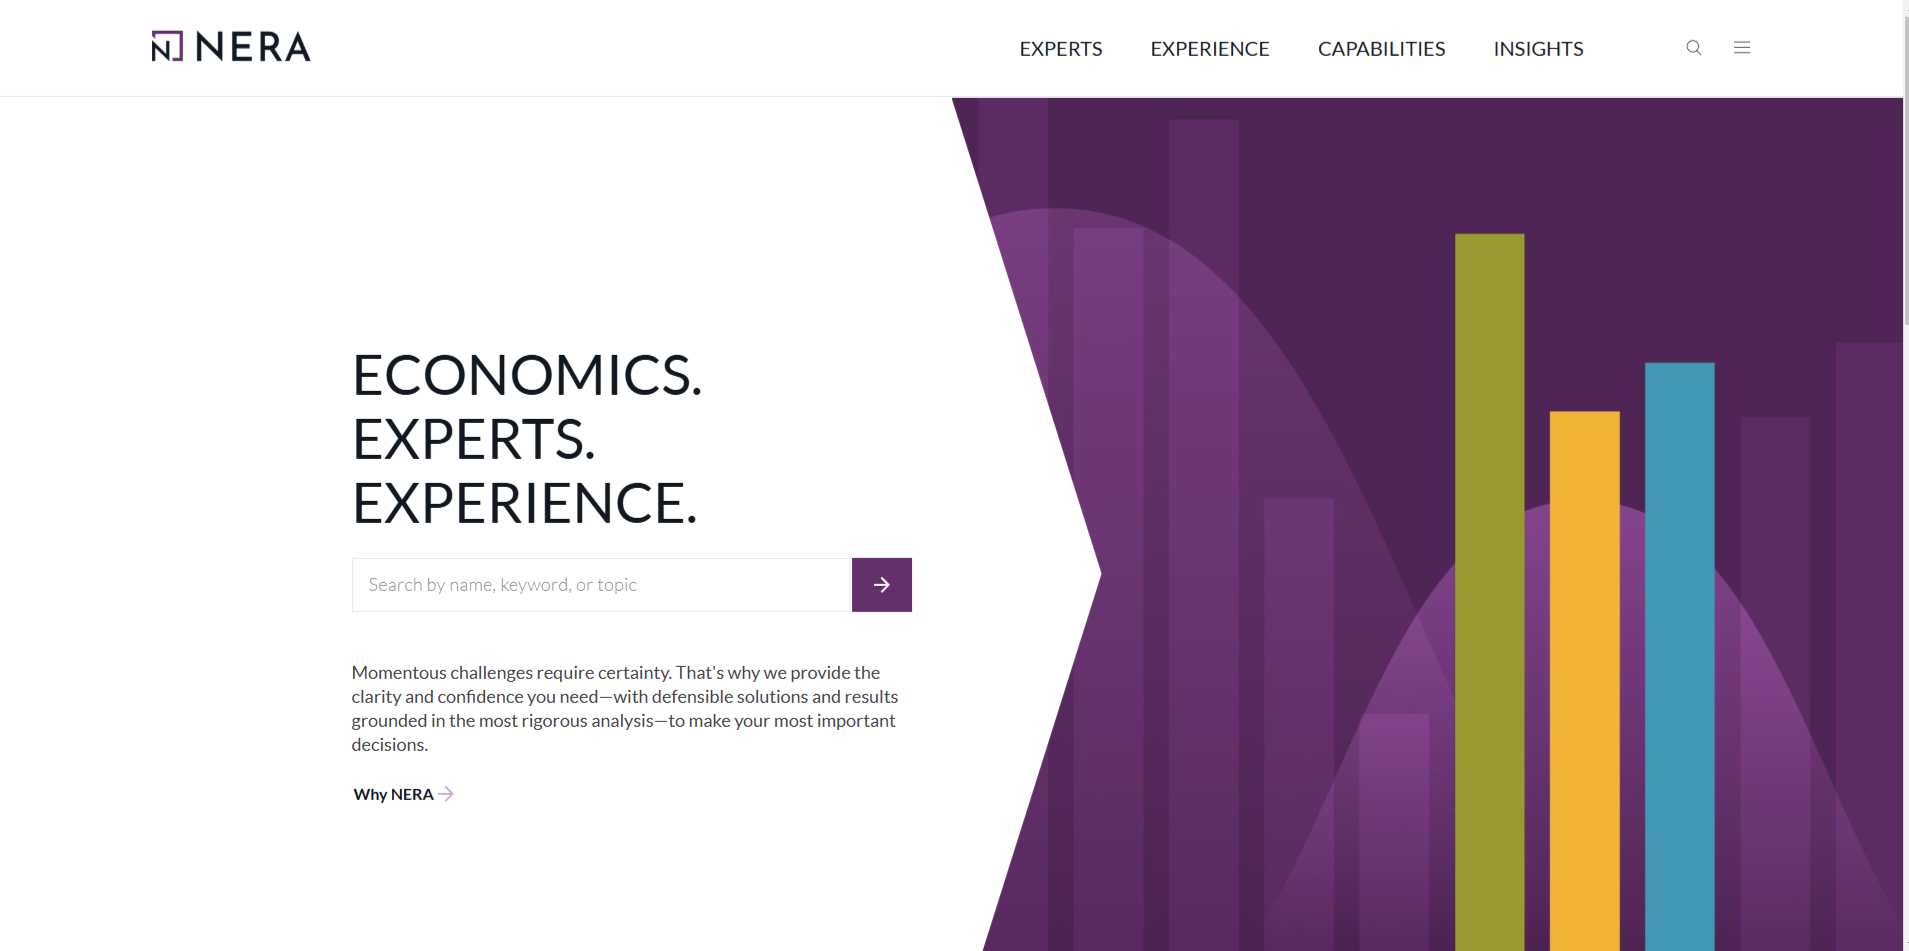 NERA
EXPERTS
EXPERIENCE
CAPABILITIES
INSIGHTS
ECONOMICS.
EXPERTS.
EXPERIENCE.
Search by name, keyword, or topic
Momentous challenges require certainty. That's why we provide the
clarity and confidence you need—with defensible solutions and results
grounded in the most rigorous analysis—to make your most important
decisions.
Why NERA